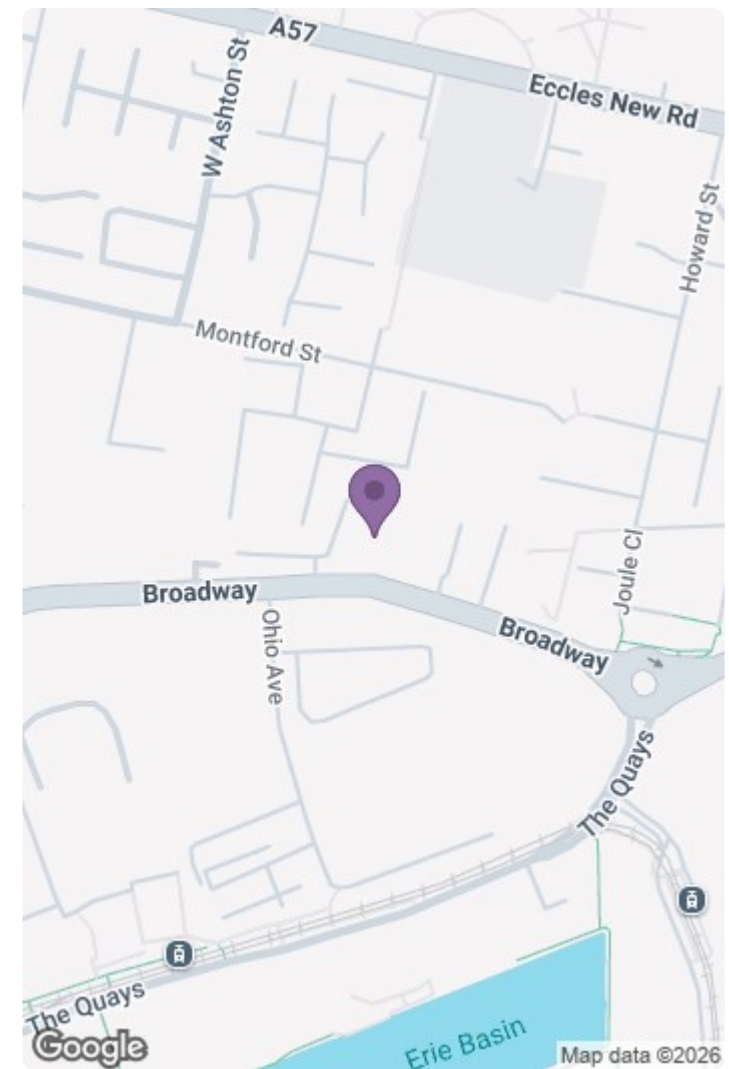 A57
Eccles New Rd
W Ashton St
Howard St
Montford St
Joule Cl
Broadway
Ohio Ave
Broadway
The Quays
The Quays
Erie Basin
Google
Map data ©2026